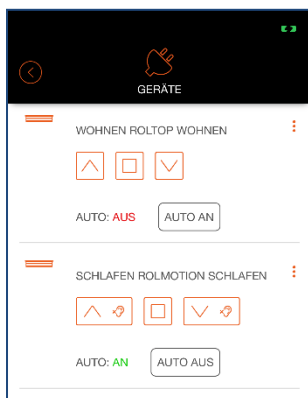 GERÄTE
WOHNEN ROLTOP WOHNEN
AUTO: AUS AUTO AN
SCHLAFEN ROLMOTION SCHLAFEN
AUTO: AN AUTO AUS